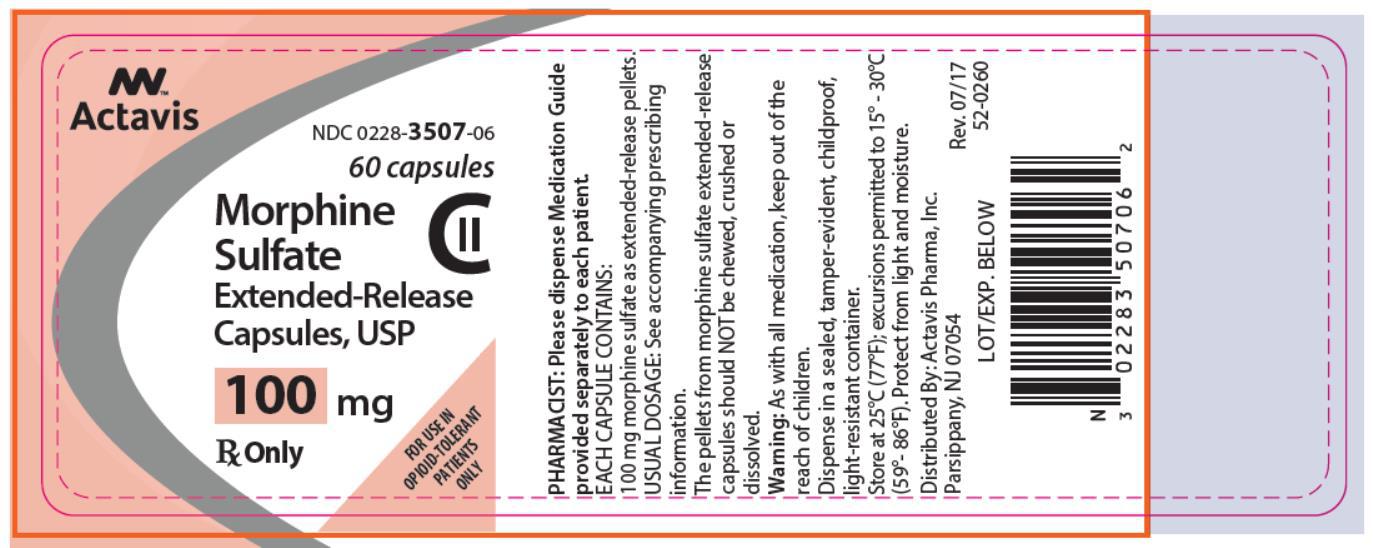 Actavis™
NDC 0228-3507-06
60 capsules
Morphine
Sulfate
CII
Extended-Release
Capsules, USP
100 mg
℞ Only
FOR USE IN
OPIOID-TOLERANT
PATIENTS
ONLY
PHARMACIST: Please dispense Medication Guide
provided separately to each patient.
EACH CAPSULE CONTAINS:
100 mg morphine sulfate as extended-release pellets.
USUAL DOSAGE: See accompanying prescribing
information.
The pellets from morphine sulfate extended-release
capsules should NOT be chewed, crushed or
dissolved.
Warning: As with all medication, keep out of the
reach of children.
Dispense in a sealed, tamper-evident, childproof,
light-resistant container.
Store at 25°C (77°F); excursions permitted to 15° - 30°C
(59°- 86°F). Protect from light and moisture.
Distributed By: Actavis Pharma, Inc.
Parsippany, NJ 07054
Rev. 07/17
52-0260
LOT/EXP. BELOW
N
3 02283 50706 2